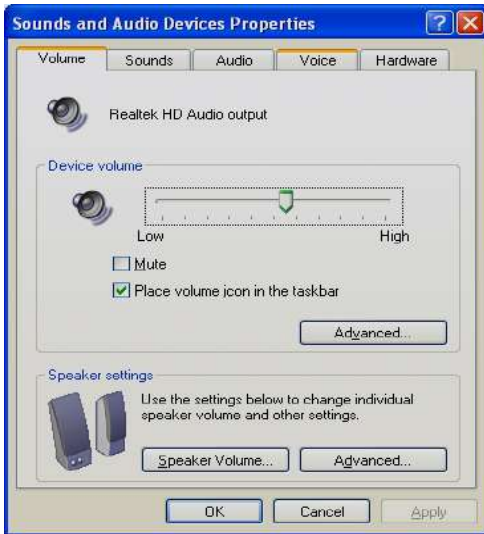 Sounds and Audio Devices Properties
Volume Sounds Audio Voice Hardware
Realtek HD Audio output
Device volume
Low High
Mute
Place volume icon in the taskbar
Advanced...
Speaker settings
Use the settings below to change individual
speaker volume and other settings.
Speaker Volume... Advanced...
OK Cancel Apply